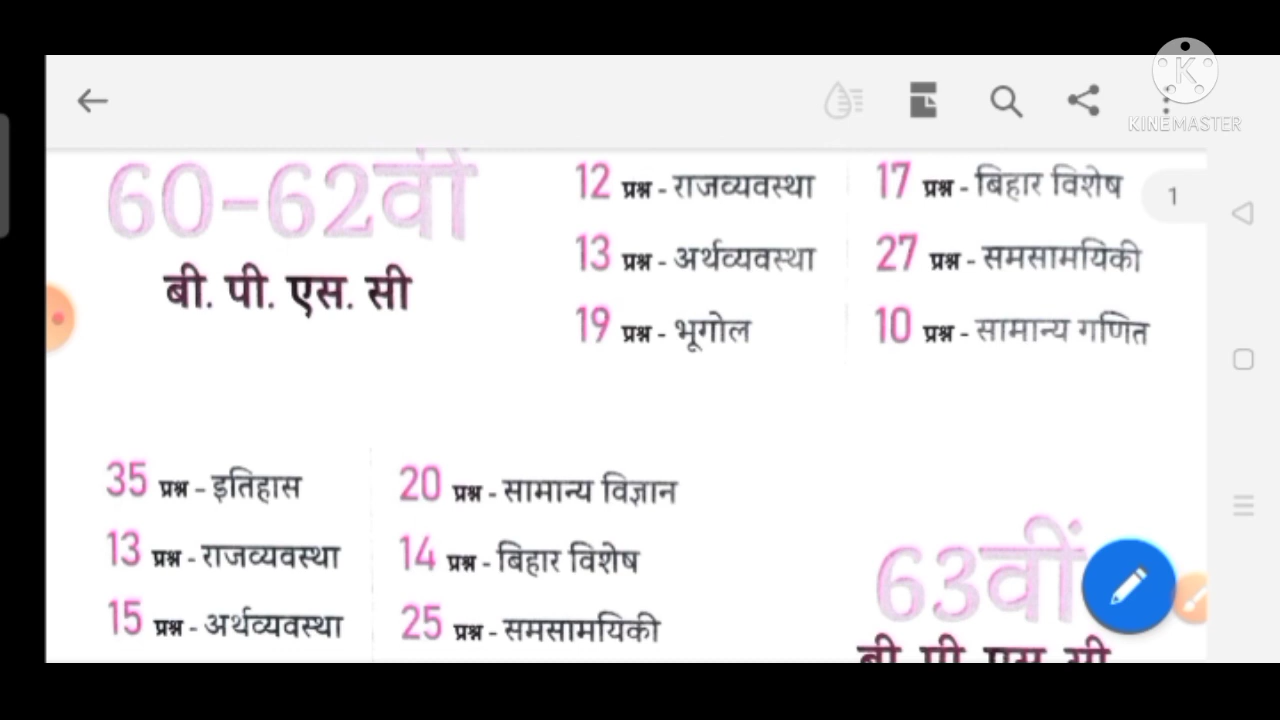 KINEMASTER
1
60-62वीं
बी. पी. एस. सी
12 प्रश्न - राजव्यवस्था
13 प्रश्न - अर्थव्यवस्था
19 प्रश्न - भूगोल
17 प्रश्न - बिहार विशेष
27 प्रश्न - समसामयिकी
10 प्रश्न - सामान्य गणित
35 प्रश्न - इतिहास
13 प्रश्न - राजव्यवस्था
15 प्रश्न - अर्थव्यवस्था
20 प्रश्न - सामान्य विज्ञान
14 प्रश्न - बिहार विशेष
25 प्रश्न - समसामयिकी
63वीं